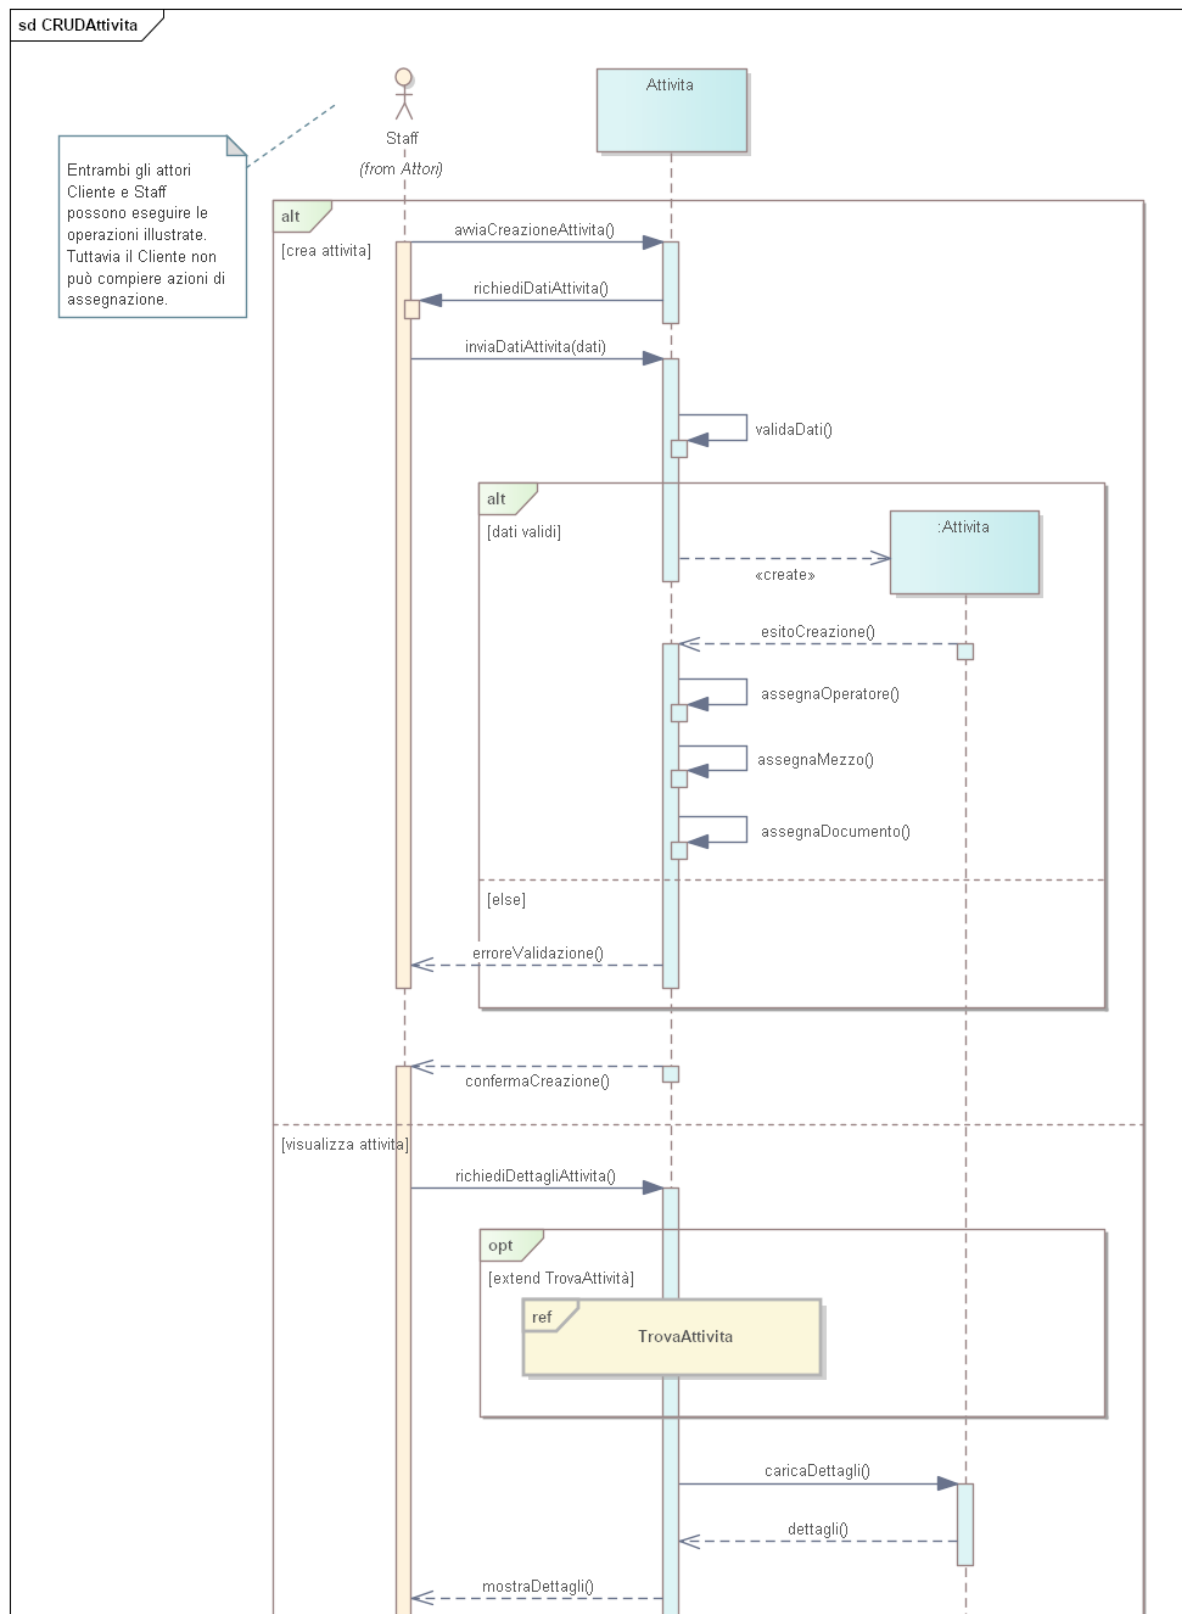 sd CRUDAttivita
Staff
(from Attori)
Attivita
Entrambi gli attori
Cliente e Staff
possono eseguire le
operazioni illustrate.
Tuttavia il Cliente non
può compiere azioni di
assegnazione.
alt
[crea attivita]
avviaCreazioneAttivita()
richiediDatiAttivita()
inviaDatiAttivita(dati)
validaDati()
alt
[dati validi]
:Attivita
«create»
esitoCreazione()
assegnaOperatore()
assegnaMezzo()
assegnaDocumento()
[else]
erroreValidazione()
confermaCreazione()
[visualizza attivita]
richiediDettagliAttivita()
opt
[extend TrovaAttività]
ref
TrovaAttivita
caricaDettagli()
dettagli()
mostraDettagli()